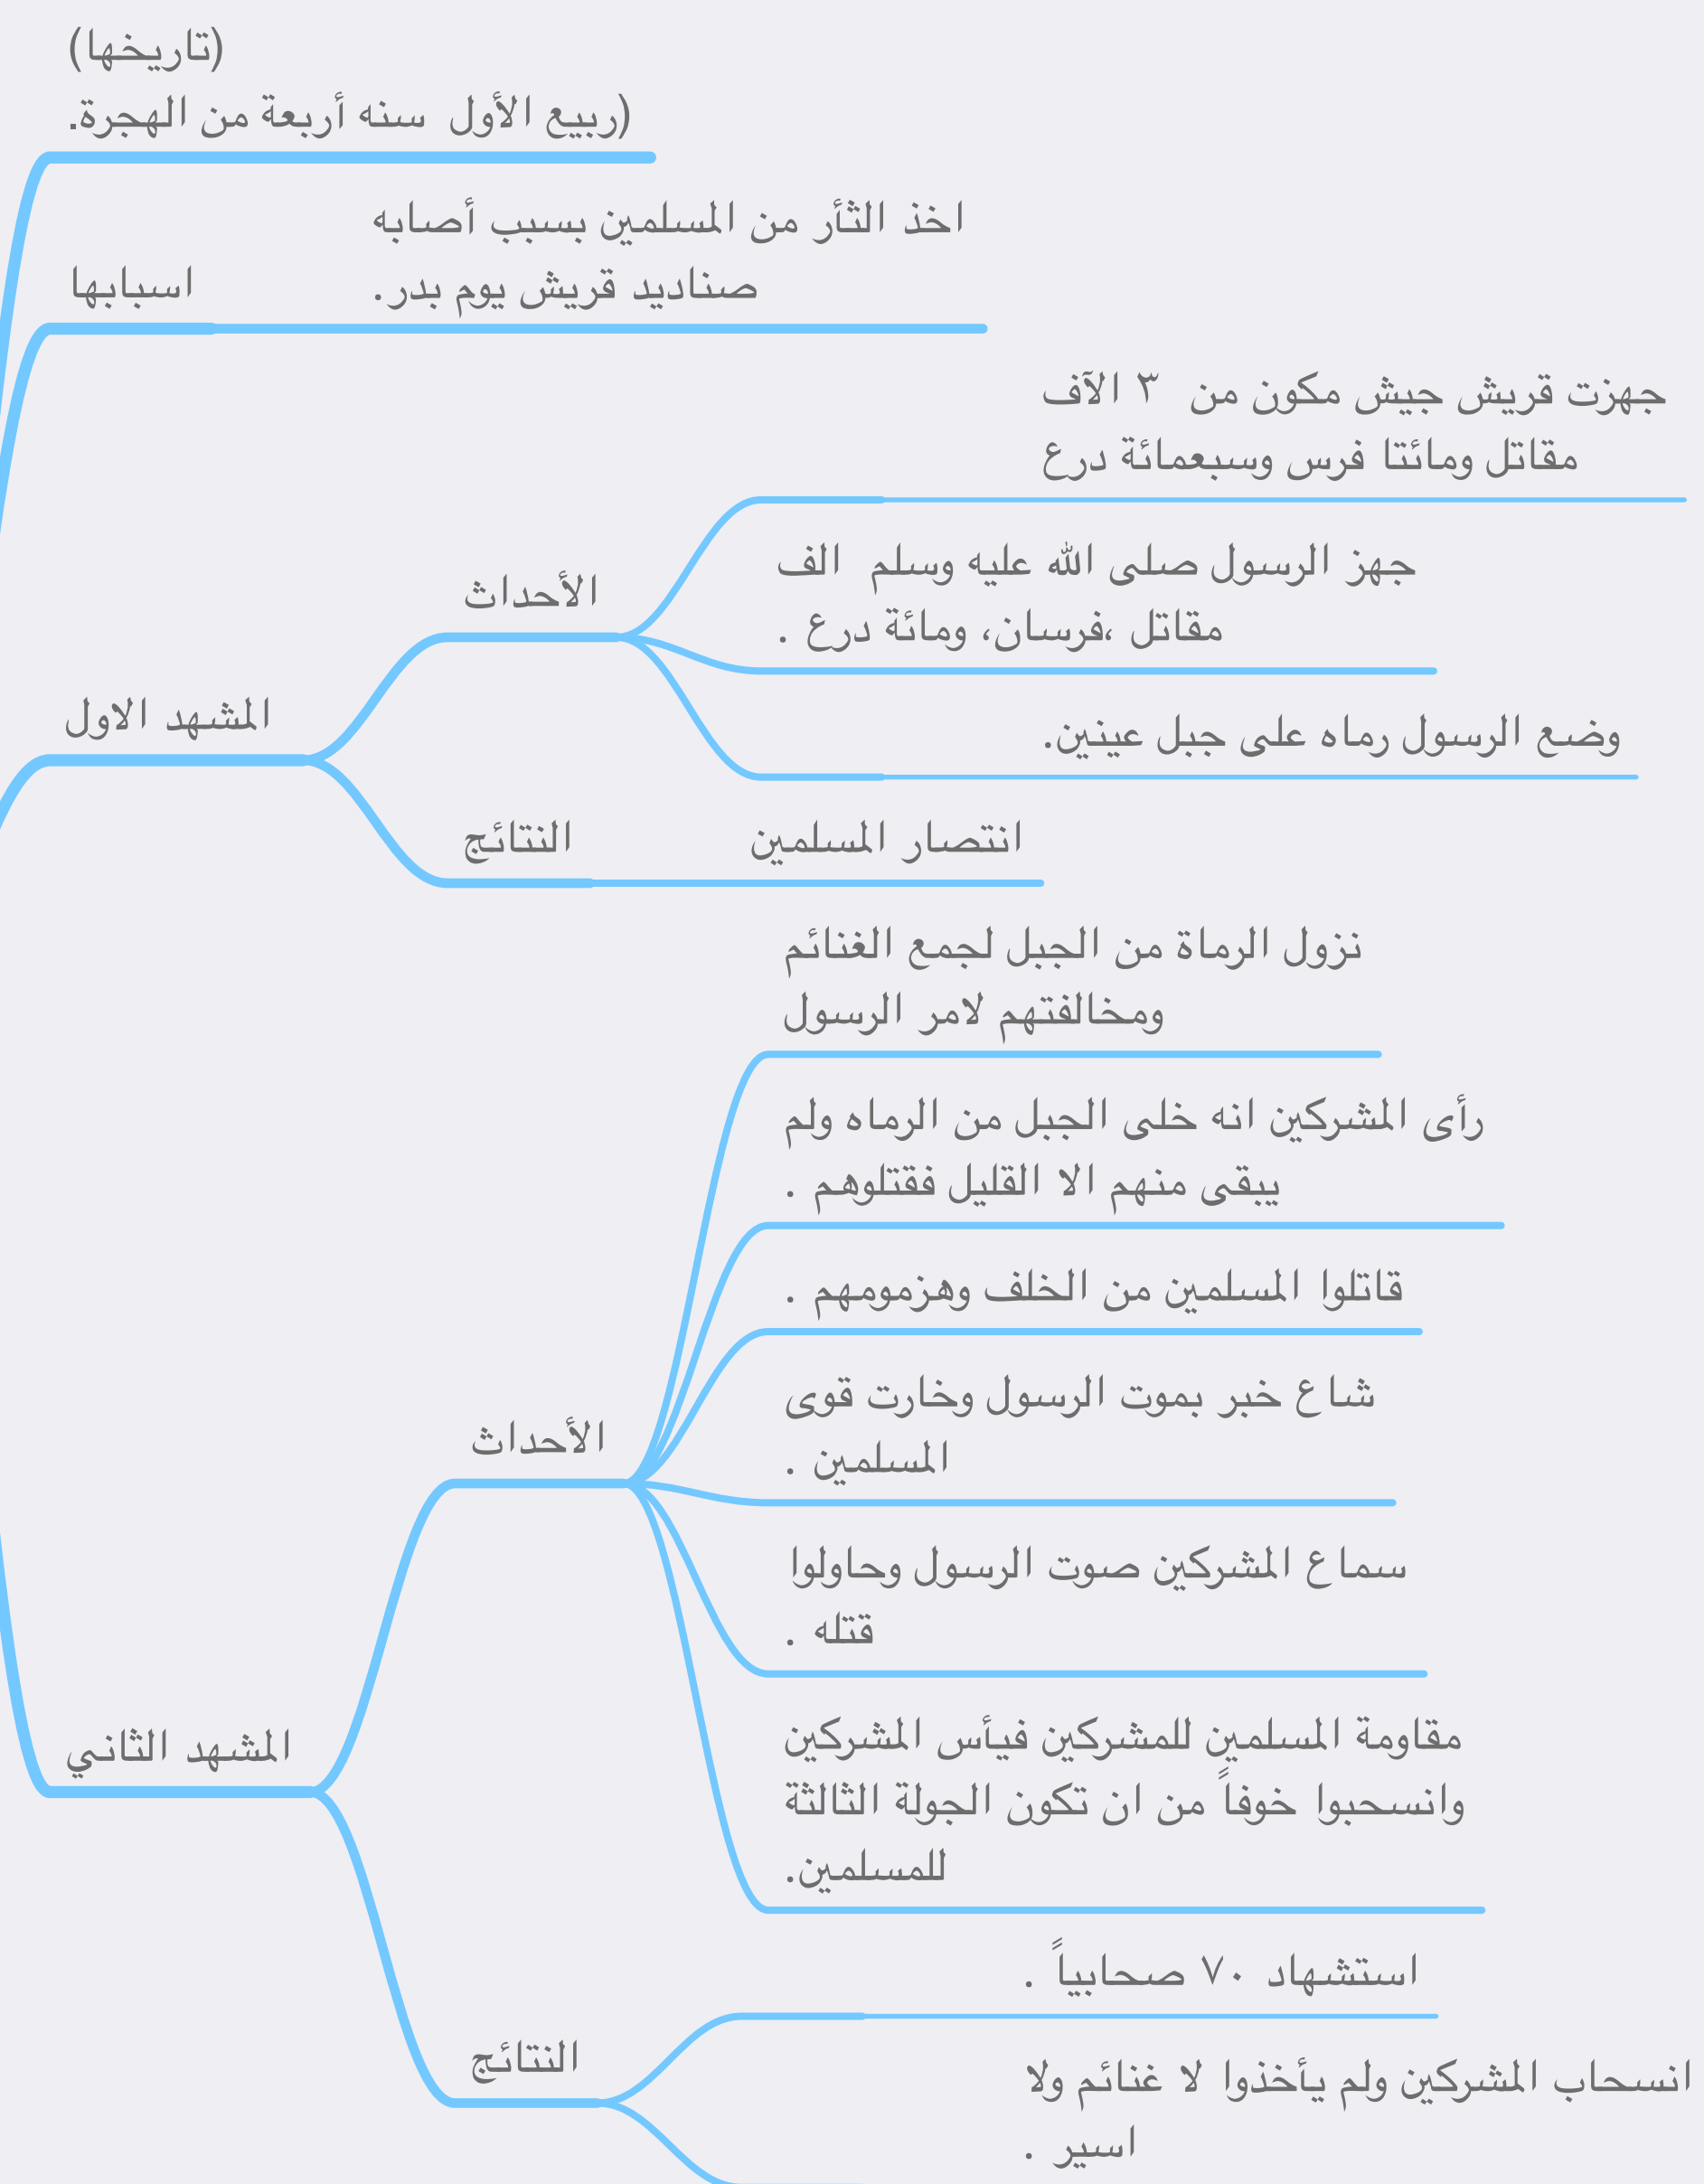 (تاريخها)
(ربيع الأول سنه أربعة من الهجرة.
اسبابها
اخذ الثأر من المسلمين بسبب أصابه
صناديد قريش يوم بدر.
المشهد الاول
الأحداث
جهزت قريش جيش مكون من ٣ الآف
مقاتل ومائتا فرس وسبعمائة درع
جهز الرسول صلى الله عليه وسلم الف
مقاتل ،فرسان، ومائة درع .
وضع الرسول رماه على جبل عينين.
النتائج
انتصار المسلمين
المشهد الثاني
الأحداث
نزول الرماة من الجبل لجمع الغنائم
ومخالفتهم لامر الرسول
رأى المشركين انه خلى الجبل من الرماه ولم
يبقى منهم الا القليل فقتلوهم .
قاتلوا المسلمين من الخلف وهزمومهم .
شاع خبر بموت الرسول وخارت قوى
المسلمين .
سماع المشركين صوت الرسول وحاولوا
قتله .
مقاومة المسلمين للمشركين فيأس المشركين
وانسحبوا خوفاً من ان تكون الجولة الثالثة
للمسلمين.
النتائج
استشهاد ٧٠ صحابياً .
انسحاب المشركين ولم يأخذوا لا غنائم ولا
اسير .